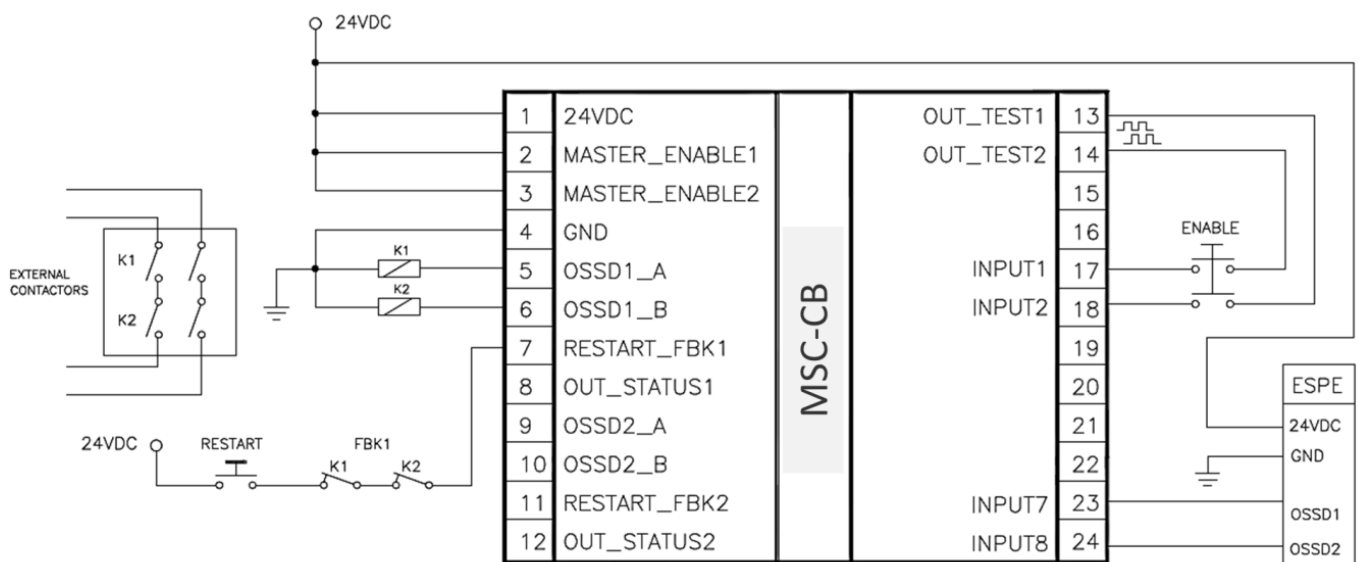 24VDC
1 24VDC
2 MASTER_ENABLE1
3 MASTER_ENABLE2
4 GND
5 OSSD1_A
6 OSSD1_B
7 RESTART_FBK1
8 OUT_STATUS1
9 OSSD2_A
10 OSSD2_B
11 RESTART_FBK2
12 OUT_STATUS2
MSC-CB
OUT_TEST1 13
OUT_TEST2 14
15
16
INPUT1 17
INPUT2 18
19
20
21
22
INPUT7 23
INPUT8 24
K1
K2
EXTERNAL
CONTACTORS
K1
K2
24VDC
RESTART
FBK1
K1 K2
ENABLE
ESPE
24VDC
GND
OSSD1
OSSD2